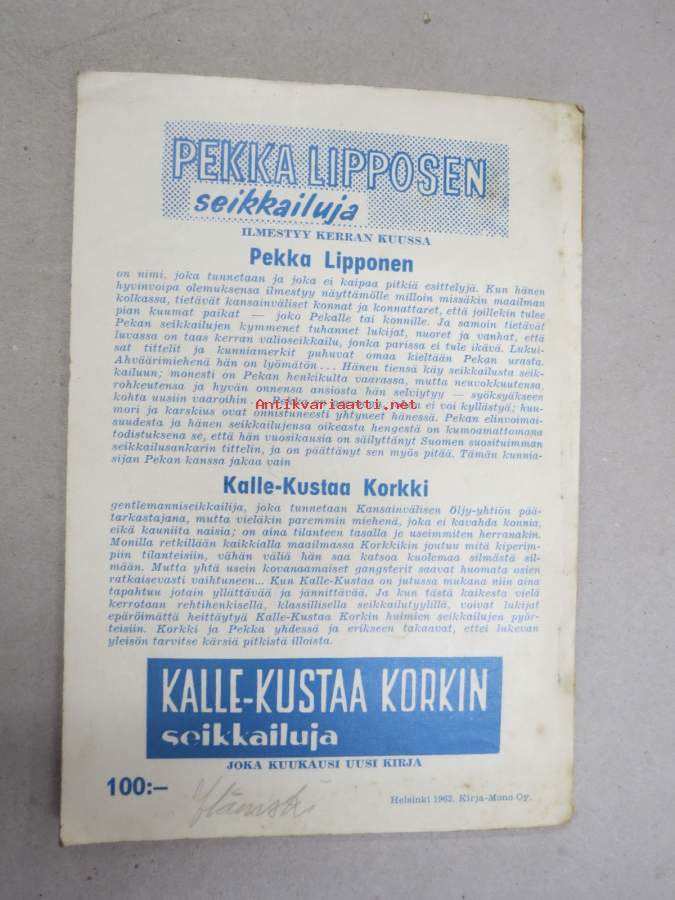 PEKKA LIPPOSEN
seikkailuja
ILMESTYY KERRAN KUUSSA
Pekka Lipponen
on nimi, joka tunnetaan ja joka ei kaipaa pitkiä esittelyjä. Kun hänen
hyvinvoipa olemuksensa ilmestyy näyttämölle milloin missäkin maailman
kolkassa, tietävät kansainväliset konnat ja konnattaret, että joillekin tulee
pian kuumat paikat — joko Pekalle tai konnille. Ja samoin tietävät
Pekan seikkailujen kymmenet tuhannet lukijat, nuoret ja vanhat, että
luvassa on taas kerran valioseikkailu, jonka parissa ei tule ikävä. Lukui-
sat tittelit ja kunniamerkit puhuvat omaa kieltään Pekan urasta.
Ahväärimiehenä hän on lyömätön... Hänen tiensä käy seikkailusta seik-
kailuun; monesti on Pekan henkikulta vaarassa, mutta neuvokkuutensa,
rohkeutensa ja hyvän onnensa ansiosta hän selviytyy — syöksyäkseen
kohta uusiin vaaroihin... Pekka on ei voi kyllästyä; huu-
Antikvariaatti.net
mori ja karskius ovat onnistuneesti yhtyneet hänessä. Pekan elinvoimai-
suudesta ja hänen seikkailujensa oikeasta hengestä on kumoamattomana
todistuksena se, että hän vuosikausia on säilyttänyt Suomen suosituimman
seikkailusankarin tittelin, ja on päättänyt sen myös pitää. Tämän kunnia-
sijan Pekan kanssa jakaa vain
Kalle-Kustaa Korkki
gentlemanniseikkailija, joka tunnetaan Kansainvälisen Öljy-yhtiön pää-
tarkastajana, mutta vieläkin paremmin miehenä, joka ei kavahda konnia,
eikä kauniita naisia; on aina tilanteen tasalla je useimmiten herranakin.
Monilla retkillään kaikkialla maailmassa Korkkikin joutuu mitä kiperim-
piin tilanteisiin, vähän väliä hän saa katsoa kuolemaa silmästä sil-
mään. Mutta yhtä usein kovanaamaiset gangsterit saavat huomata osien
ratkaisevasti vaihtuneen... Kun Kalle-Kustaa on jutussa mukana niin aina
tapahtuu jotain yllättävää ja jännittävää. Ja kun tästä kaikesta vielä
kerrotaan rehtihenkisellä, klassillisella seikkailutyylillä, voivat lukijat
epäröimättä heittäytyä Kalle-Kustaa Korkin huimien seikkailujen pyör-
teisiin. Korkki ja Pekka yhdessä ja erikseen takaavat, ettei lukevan
yleisön tarvitse kärsiä pitkistä illoista.
KALLE-KUSTAA KORKIN
seikkailuja
JOKA KUUKAUSI UUSI KIRJA
100:–
Helsinki 1962. Kirja-Mono Oy.